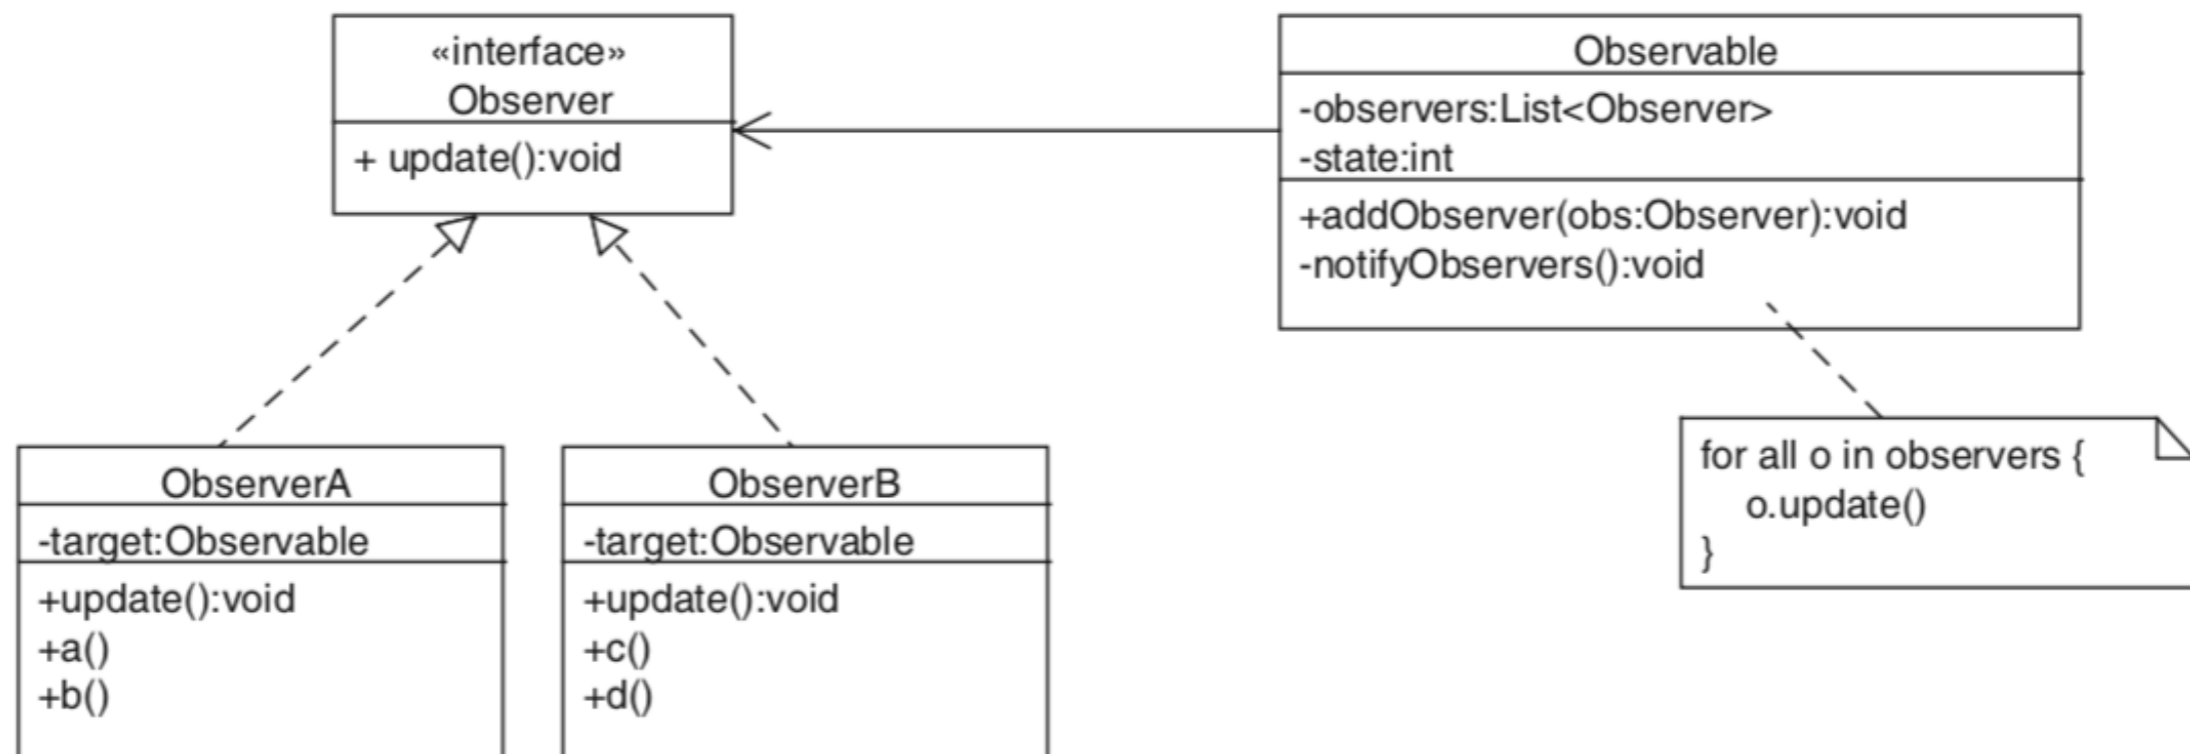 «interface»
Observer
+ update():void
Observable
-observers:List<Observer>
-state:int
+addObserver(obs:Observer):void
-notifyObservers():void
for all o in observers {
o.update()
}
ObserverA
-target:Observable
+update():void
+a()
+b()
ObserverB
-target:Observable
+update():void
+c()
+d()